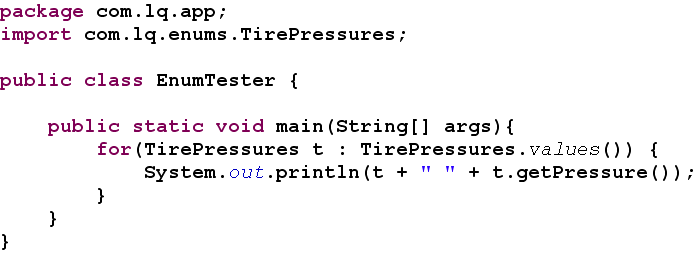 package com.lq.app;
import com.lq.enums.TirePressures;

public class EnumTester {

    public static void main(String[] args){
        for(TirePressures t : TirePressures.values()) {
            System.out.println(t + " " + t.getPressure());
        }
    }
}